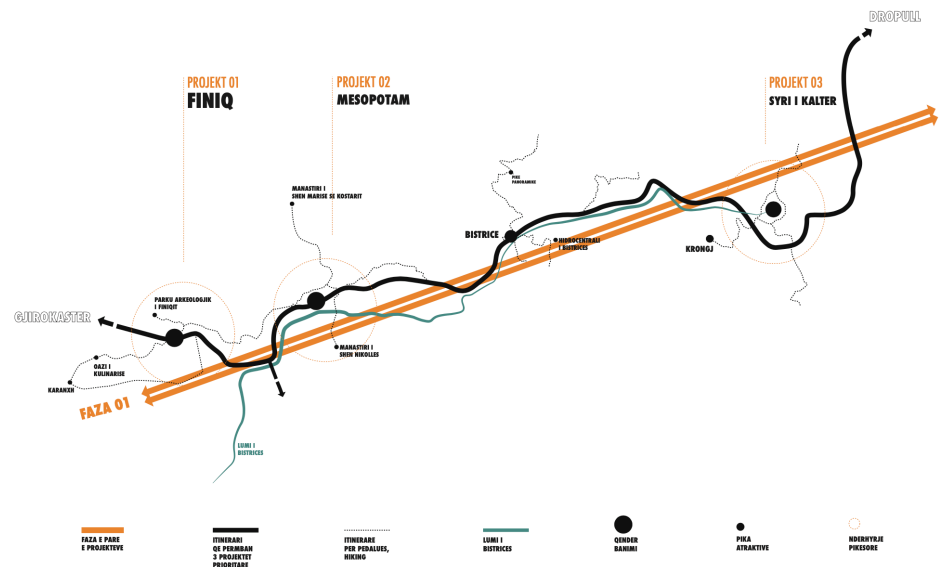 DROPULL
PROJEKT 01
FINIQ
PROJEKT 02
MESOPOTAM
PROJEKT 03
SYRI I KALTER
PIKE
PANORAMIKE
MANASTIRI I
SHEN MARISE SE KOSTARIT
BISTRICE
HIDROCENTRALI
I BISTRICES
KRONGJ
PARKU ARKEOLOGJIK
I FINIQIT
GJIROKASTER
MANASTIRI I
SHEN NIKOLLES
OAZI I
KULINARISE
KARANXH
FAZA 01
LUMI I
BISTRICES
FAZA E PARE
E PROJEKTEVE
ITINERARI
QE PERMBAN
3 PROJEKTET
PRIORITARE
ITINERARE
PER PEDALUES,
HIKING
LUMI I
BISTRICES
QENDER
BANIMI
PIKA
ATRAKTIVE
NDERHYRJE
PIKESORE